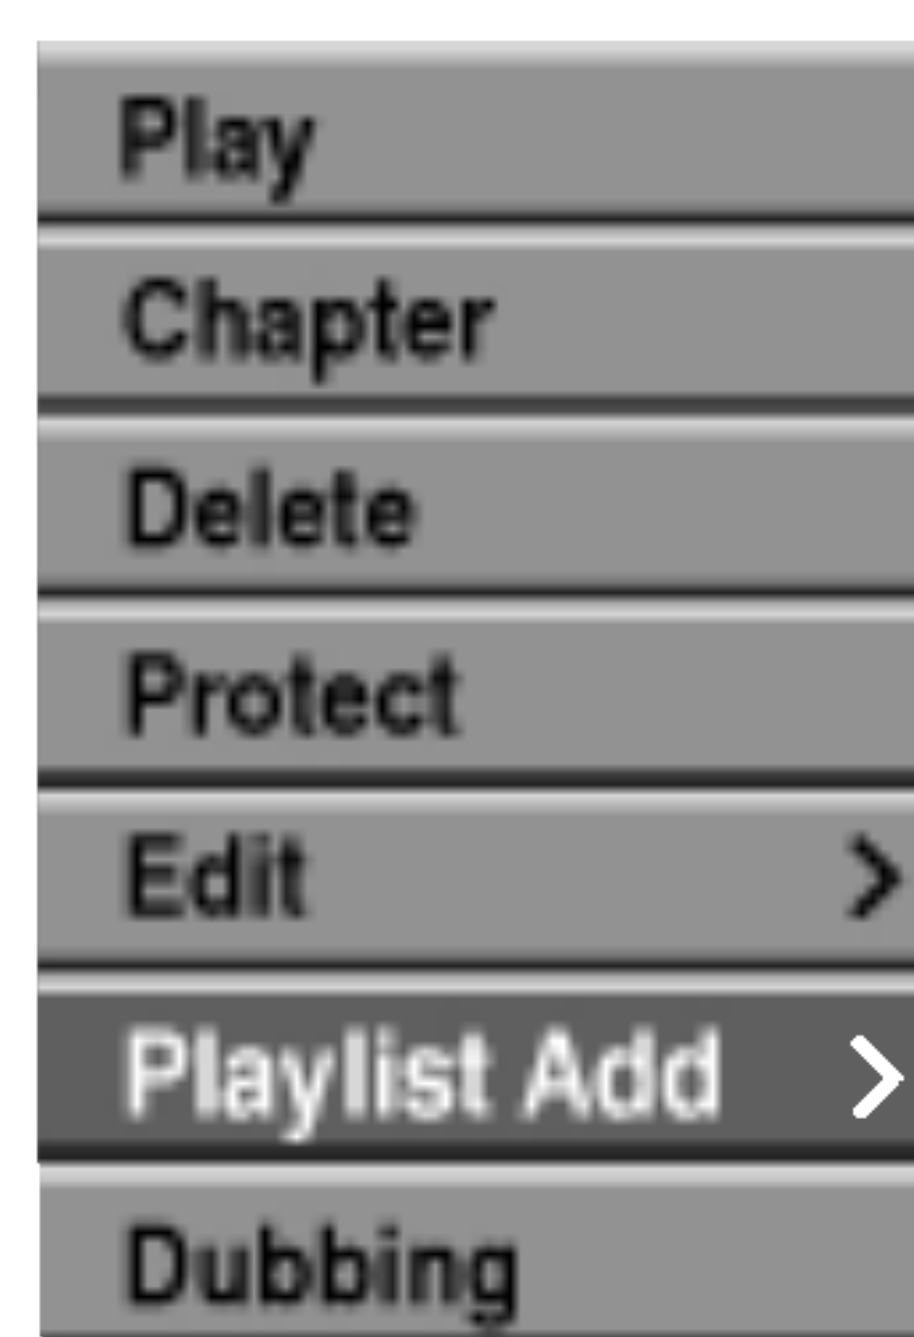 Play
Chapter
Delete
Protect
Edit >
Playlist Add >
Dubbing